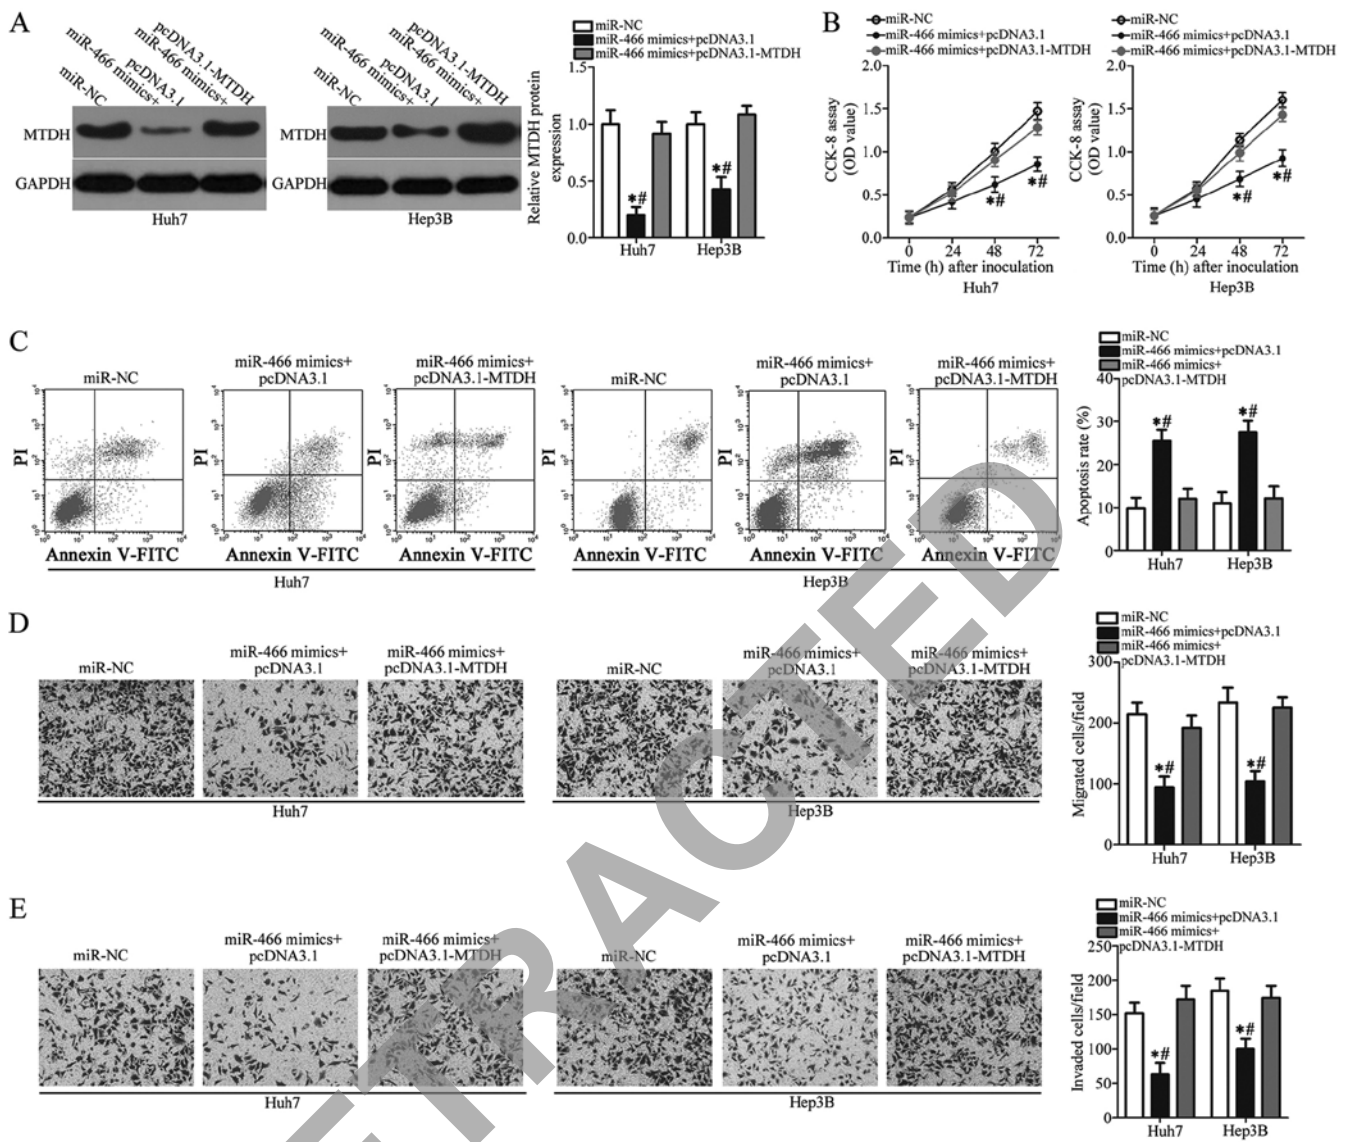 A
miR-NC
miR-466 mimics+
pcDNA3.1
miR-466 mimics+
pcDNA3.1-MTDH
MTDH
GAPDH
Huh7
miR-NC
miR-466 mimics+
pcDNA3.1
miR-466 mimics+
pcDNA3.1-MTDH
MTDH
GAPDH
Hep3B
miR-NC
miR-466 mimics+pcDNA3.1
miR-466 mimics+pcDNA3.1-MTDH
Relative MTDH protein
expression
1.5
1.0
0.5
0.0
*#
*#
Huh7
Hep3B
B
miR-NC
miR-466 mimics+pcDNA3.1
miR-466 mimics+pcDNA3.1-MTDH
CCK-8 assay
(OD value)
2.0
1.5
1.0
0.5
0.0
*#
*#
0 24 48 72
Time (h) after inoculation
Huh7
miR-NC
miR-466 mimics+pcDNA3.1
miR-466 mimics+pcDNA3.1-MTDH
CCK-8 assay
(OD value)
2.0
1.5
1.0
0.5
0.0
*#
*#
0 24 48 72
Time (h) after inoculation
Hep3B
C
miR-NC
miR-466 mimics+
pcDNA3.1
miR-466 mimics+
pcDNA3.1-MTDH
PI
PI
PI
Annexin V-FITC
Annexin V-FITC
Annexin V-FITC
Huh7
miR-NC
miR-466 mimics+
pcDNA3.1
miR-466 mimics+
pcDNA3.1-MTDH
PI
PI
PI
Annexin V-FITC
Annexin V-FITC
Annexin V-FITC
Hep3B
miR-NC
miR-466 mimics+pcDNA3.1
miR-466 mimics+
pcDNA3.1-MTDH
Apoptosis rate (%)
40
30
20
10
0
*#
*#
Huh7
Hep3B
D
miR-NC
miR-466 mimics+
pcDNA3.1
miR-466 mimics+
pcDNA3.1-MTDH
Huh7
miR-NC
miR-466 mimics+
pcDNA3.1
miR-466 mimics+
pcDNA3.1-MTDH
Hep3B
miR-NC
miR-466 mimics+pcDNA3.1
miR-466 mimics+
pcDNA3.1-MTDH
Migrated cells/field
300
200
100
0
*#
*#
Huh7
Hep3B
E
miR-NC
miR-466 mimics+
pcDNA3.1
miR-466 mimics+
pcDNA3.1-MTDH
Huh7
miR-NC
miR-466 mimics+
pcDNA3.1
miR-466 mimics+
pcDNA3.1-MTDH
Hep3B
miR-NC
miR-466 mimics+pcDNA3.1
miR-466 mimics+
pcDNA3.1-MTDH
Invaded cells/field
250
200
150
100
50
0
*#
*#
Huh7
Hep3B
TRACTED